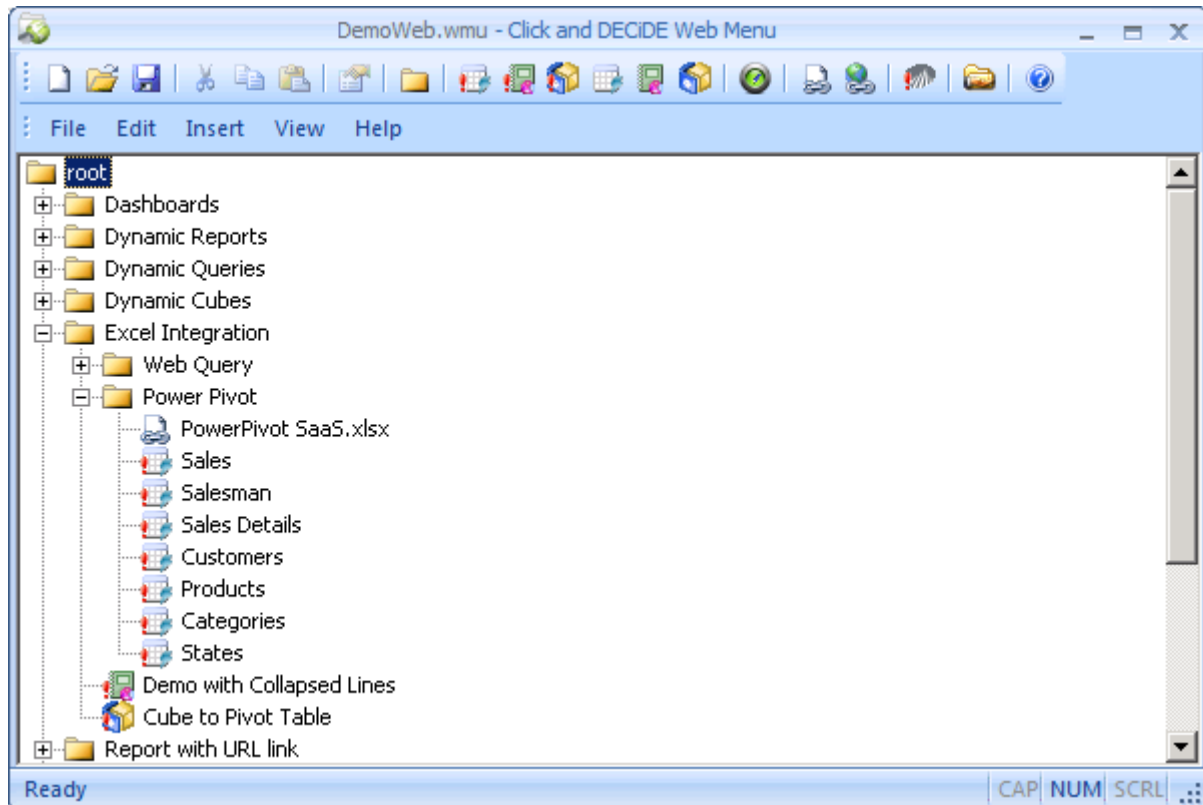 DemoWeb.wmu - Click and DECiDE Web Menu
File Edit Insert View Help
root
Dashboards
Dynamic Reports
Dynamic Queries
Dynamic Cubes
Excel Integration
Web Query
Power Pivot
PowerPivot SaaS.xlsx
Sales
Salesman
Sales Details
Customers
Products
Categories
States
Demo with Collapsed Lines
Cube to Pivot Table
Report with URL link
Ready CAP NUM SCRL